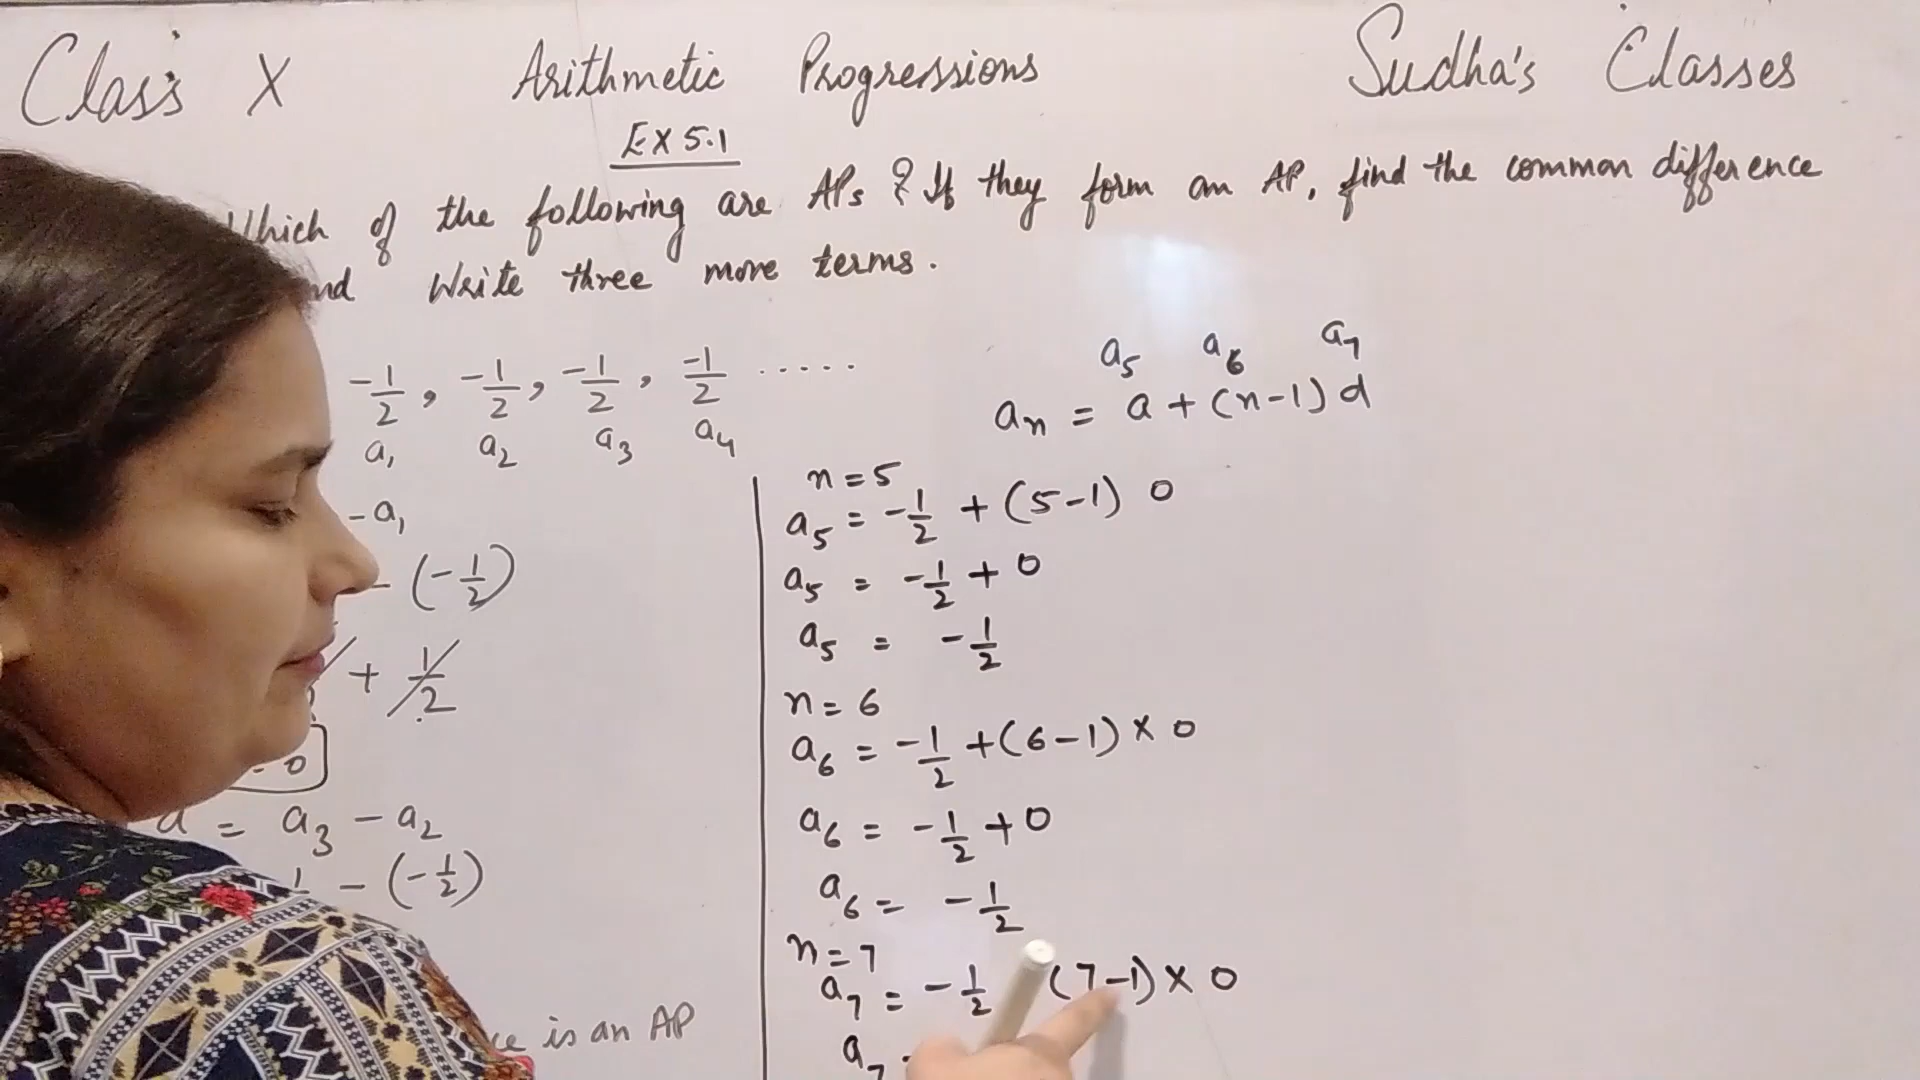 Class X Arithmetic Progressions Sudha's Classes
EX 5.1
Which of the following are APs ? If they form an AP, find the common difference
nd Write three more terms.
-1/2, -1/2, -1/2, -1/2 .....
a₁ a₂ a₃ a₄
- a₁
- (-1/2)
+ 1/2
= 0
d = a₃ - a₂
- (-1/2)
ce is an AP
a₅ a₆ a₇
aₙ = a + (n-1) d
n = 5
a₅ = -1/2 + (5-1) 0
a₅ = -1/2 + 0
a₅ = -1/2
n = 6
a₆ = -1/2 + (6-1) × 0
a₆ = -1/2 + 0
a₆ = -1/2
n = 7
a₇ = -1/2 (7-1) × 0
a₇